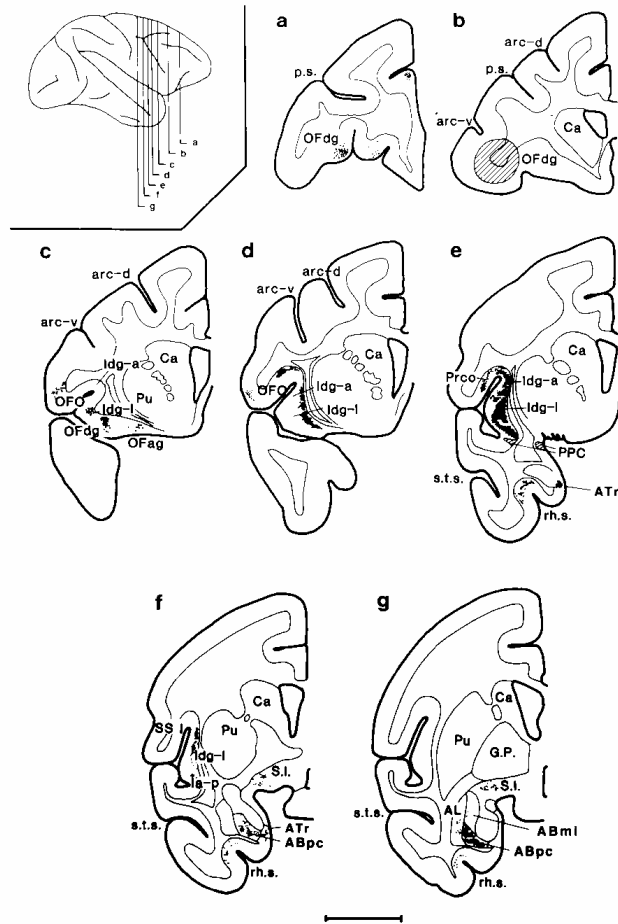 a
b
c
d
e
f
g
a
p.s.
OFdg
b
arc-d
p.s.
arc-v
Ca
OFdg
c
arc-d
arc-v
Idg-a
Ca
OFO
Pu
Idg-l
OFdg
OFag
d
arc-d
arc-v
Ca
OFO
Idg-a
Idg-l
e
Ca
Prco
Idg-a
Idg-l
PPC
s.t.s.
ATr
rh.s.
f
Ca
SS I
Pu
Idg-l
S.I.
Ia-p
s.t.s.
ATr
ABpc
rh.s.
g
Ca
Pu
G.P.
S.I.
s.t.s.
AL
ABml
ABpc
rh.s.